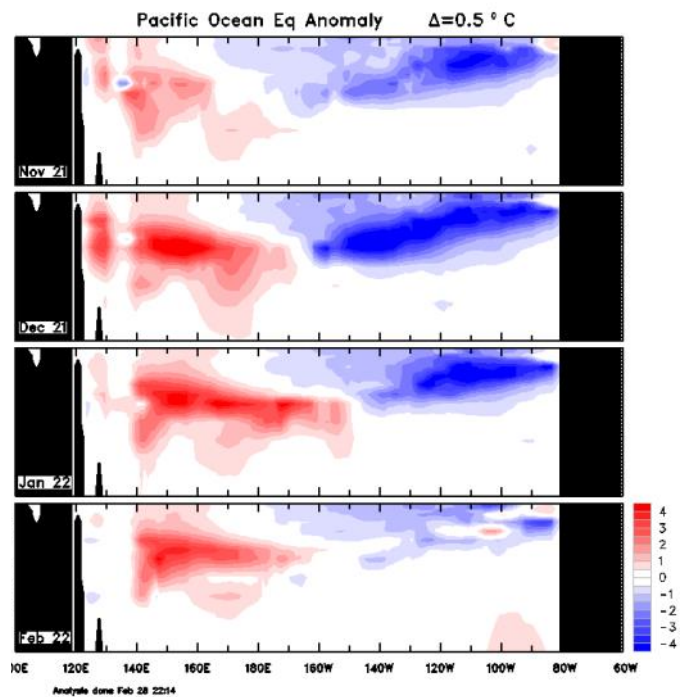 Pacific Ocean Eq Anomaly Δ=0.5 ° C
Nov 21
Dec 21
Jan 22
Feb 22
4
3
2
1
0
-1
-2
-3
-4
00E 120E 140E 160E 180E 160W 140W 120W 100W 80W 60W
Analysis done Feb 28 22:14